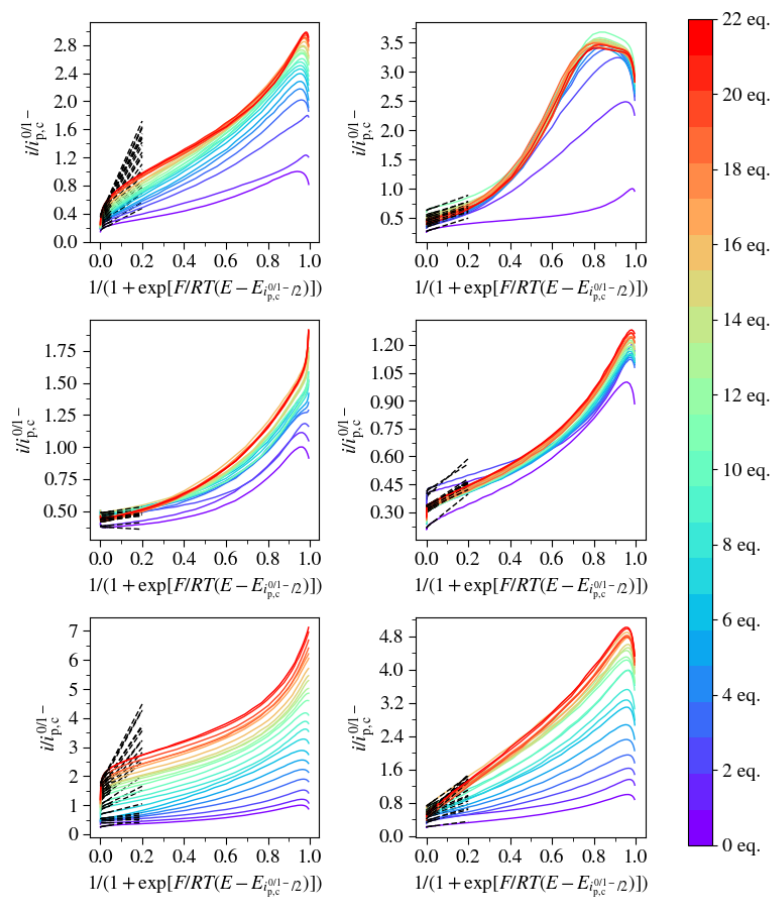 2.8
2.4
2.0
1.6
1.2
0.8
0.4
0.0
i/i_{p,c}^{0/1−}
0.0 0.2 0.4 0.6 0.8 1.0
1/(1 + exp[F/RT(E − E_{i_{p,c}^{0/1−}/2})])
3.5
3.0
2.5
2.0
1.5
1.0
0.5
i/i_{p,c}^{0/1−}
0.0 0.2 0.4 0.6 0.8 1.0
1/(1 + exp[F/RT(E − E_{i_{p,c}^{0/1−}/2})])
1.75
1.50
1.25
1.00
0.75
0.50
i/i_{p,c}^{0/1−}
0.0 0.2 0.4 0.6 0.8 1.0
1/(1 + exp[F/RT(E − E_{i_{p,c}^{0/1−}/2})])
1.20
1.05
0.90
0.75
0.60
0.45
0.30
i/i_{p,c}^{0/1−}
0.0 0.2 0.4 0.6 0.8 1.0
1/(1 + exp[F/RT(E − E_{i_{p,c}^{0/1−}/2})])
7
6
5
4
3
2
1
0
i/i_{p,c}^{0/1−}
0.0 0.2 0.4 0.6 0.8 1.0
1/(1 + exp[F/RT(E − E_{i_{p,c}^{0/1−}/2})])
4.8
4.0
3.2
2.4
1.6
0.8
0.0
i/i_{p,c}^{0/1−}
0.0 0.2 0.4 0.6 0.8 1.0
1/(1 + exp[F/RT(E − E_{i_{p,c}^{0/1−}/2})])
22 eq.
20 eq.
18 eq.
16 eq.
14 eq.
12 eq.
10 eq.
8 eq.
6 eq.
4 eq.
2 eq.
0 eq.